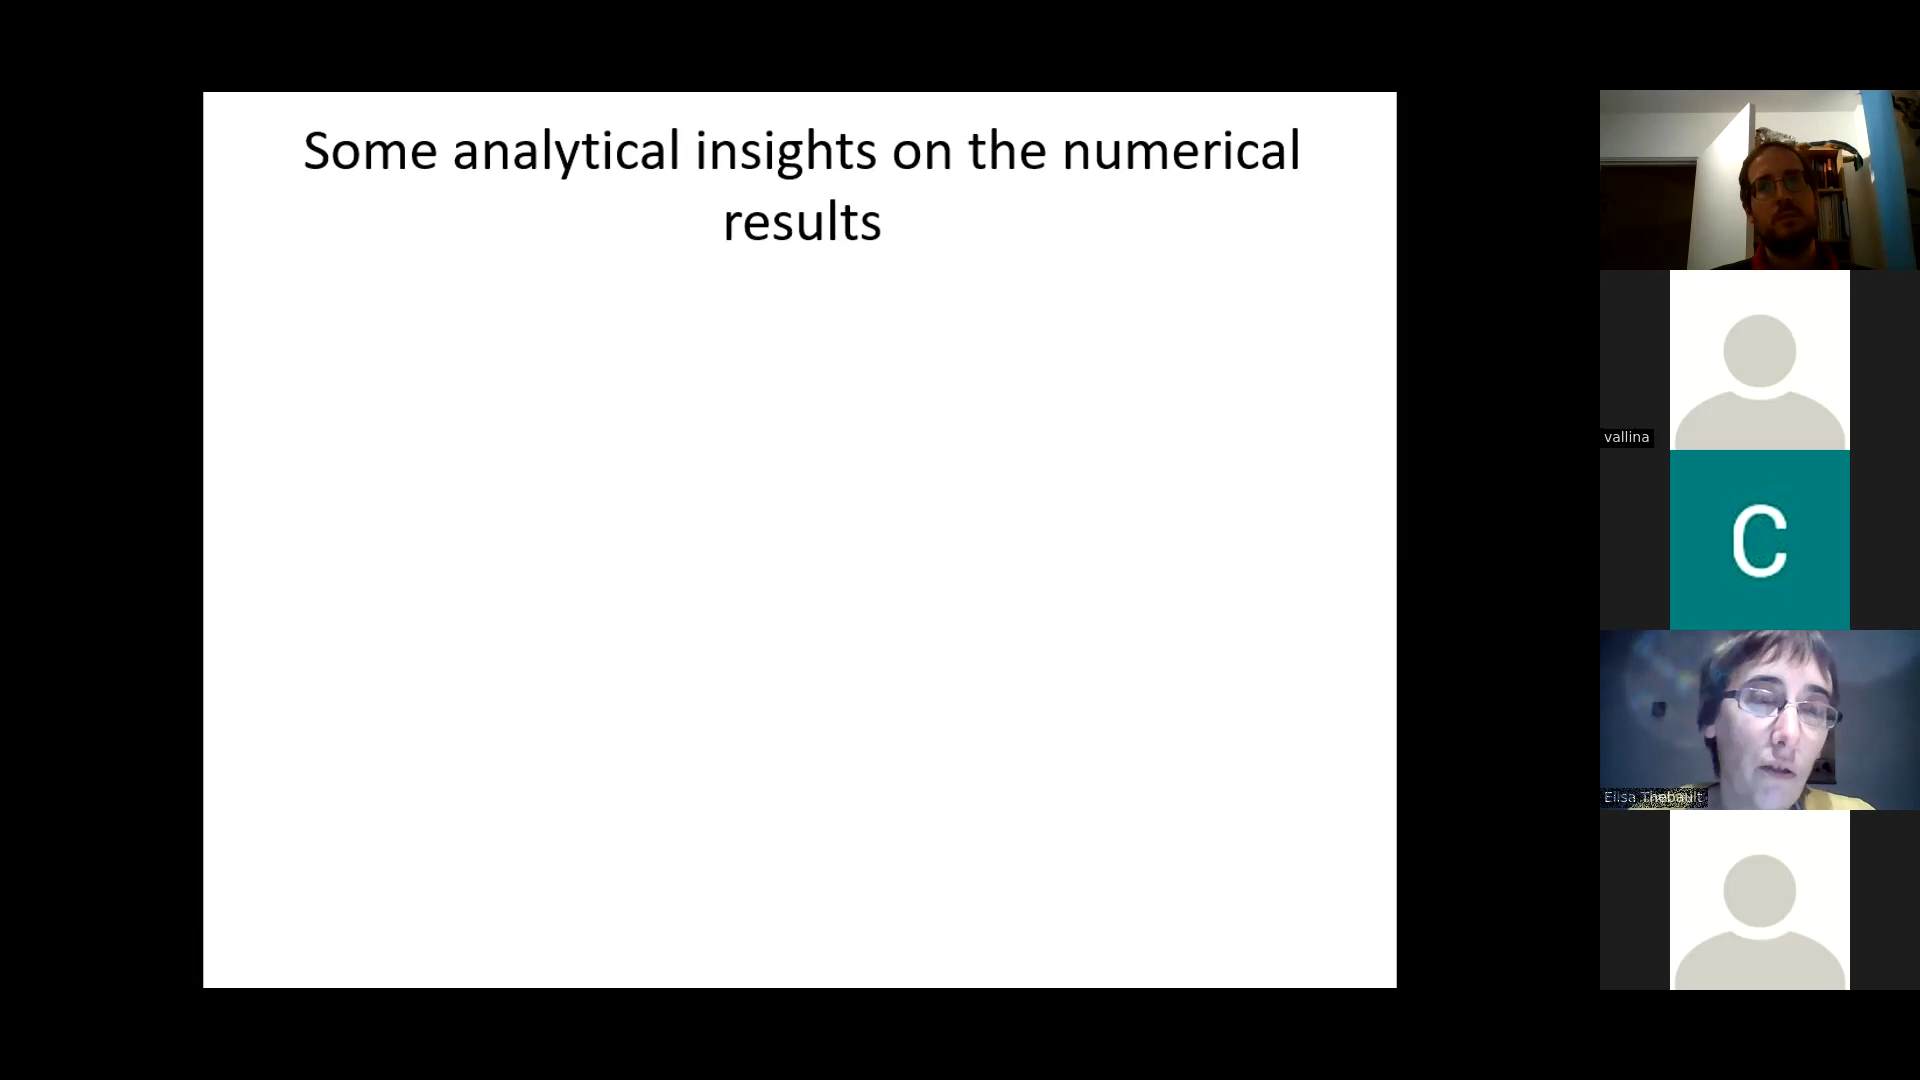 Some analytical insights on the numerical
results
vallina
C
Elisa Thebault